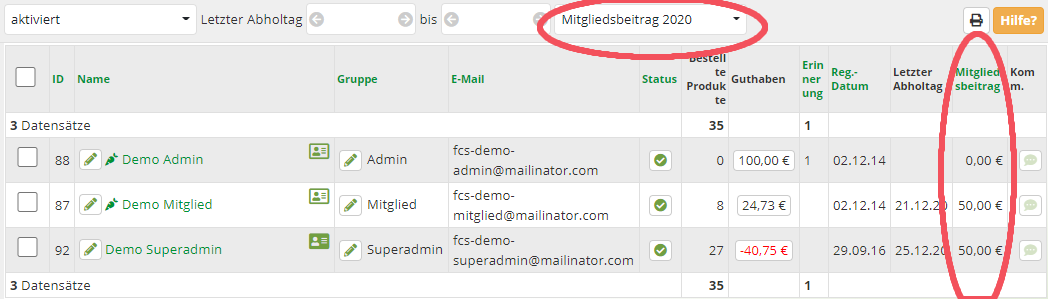 aktiviert Letzter Abholtag bis Mitgliedsbeitrag 2020 Hilfe?
ID Name Gruppe E-Mail Status Bestellte Produkte Guthaben Erinnerung Reg.-Datum Letzter Abholtag Mitgliedsbeitrag Komm.
3 Datensätze 35 1
88 Demo Admin Admin fcs-demo-admin@mailinator.com 0 100,00 € 1 02.12.14 0,00 €
87 Demo Mitglied Mitglied fcs-demo-mitglied@mailinator.com 8 24,73 € 02.12.14 21.12.20 50,00 €
92 Demo Superadmin Superadmin fcs-demo-superadmin@mailinator.com 27 -40,75 € 29.09.16 25.12.20 50,00 €
3 Datensätze 35 1